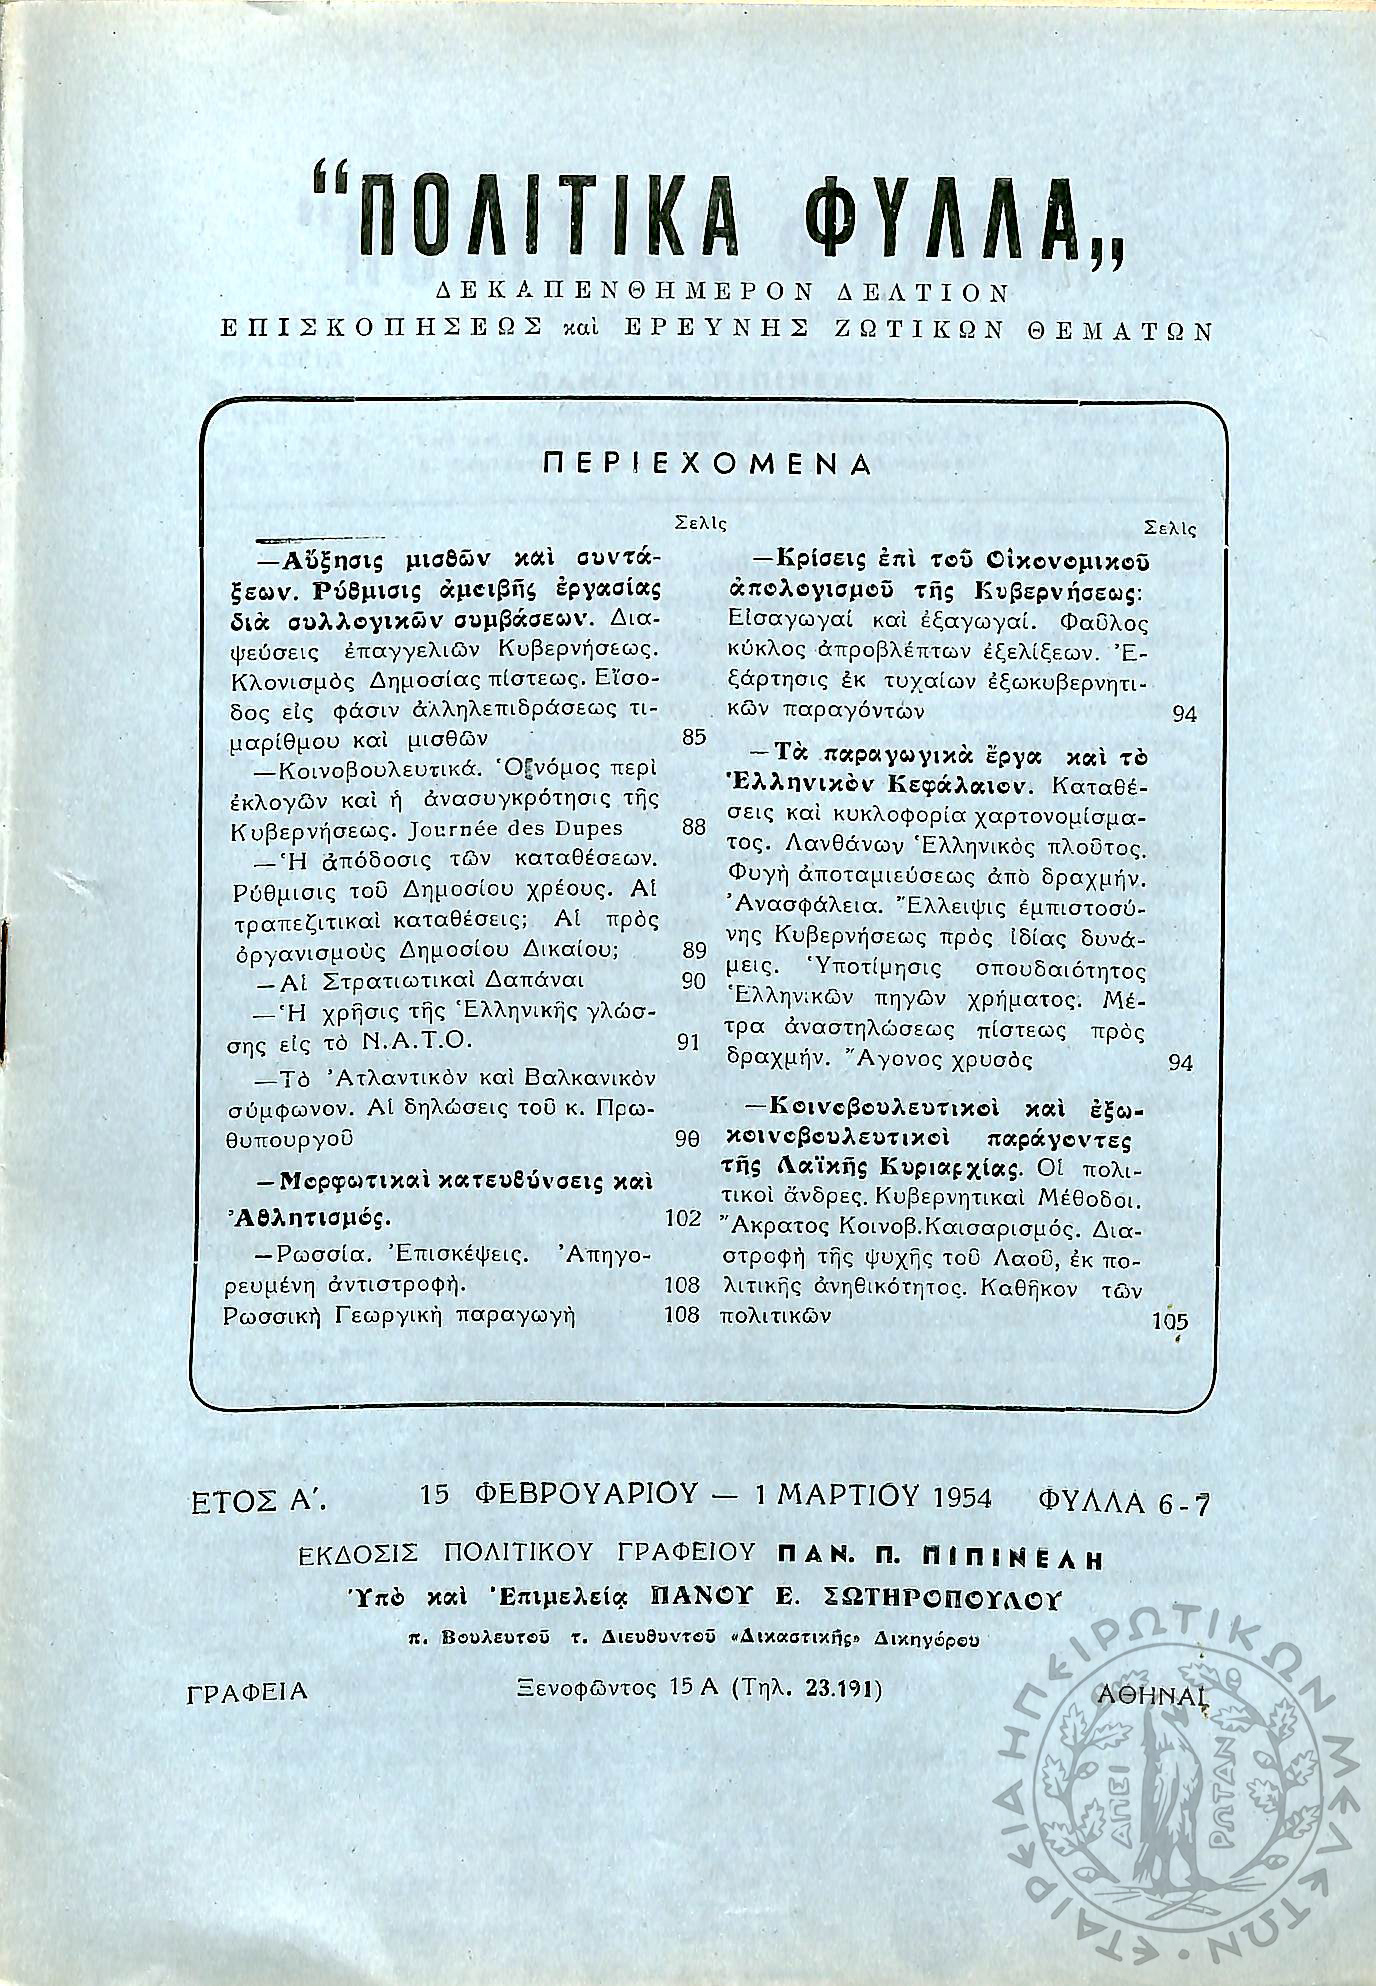 “ΠΟΛΙΤΙΚΑ ΦΥΛΛΑ„
ΔΕΚΑΠΕΝΘΗΜΕΡΟΝ ΔΕΛΤΙΟΝ
ΕΠΙΣΚΟΠΗΣΕΩΣ καὶ ΕΡΕΥΝΗΣ ΖΩΤΙΚΩΝ ΘΕΜΑΤΩΝ
ΠΕΡΙΕΧΟΜΕΝΑ
Σελὶς
—Αὔξησις μισθῶν καὶ συντά-
ξεων. Ρύθμισις ἀμειβῆς ἐργασίας
διὰ συλλογικῶν συμβάσεων. Δια-
ψεύσεις ἐπαγγελιῶν Κυβερνήσεως.
Κλονισμὸς Δημοσίας πίστεως. Εἴσο-
δος εἰς φάσιν ἀλληλεπιδράσεως τι-
μαρίθμου καὶ μισθῶν 85
—Κοινοβουλευτικά. Ὁ νόμος περὶ
ἐκλογῶν καὶ ἡ ἀνασυγκρότησις τῆς
Κυβερνήσεως. Journée des Dupes 88
—Ἡ ἀπόδοσις τῶν καταθέσεων.
Ρύθμισις τοῦ Δημοσίου χρέους. Αἱ
τραπεζιτικαὶ καταθέσεις; Αἱ πρὸς
ὀργανισμοὺς Δημοσίου Δικαίου; 89
—Αἱ Στρατιωτικαὶ Δαπάναι 90
—Ἡ χρῆσις τῆς Ἑλληνικῆς γλώσ-
σης εἰς τὸ Ν.Α.Τ.Ο. 91
—Τὸ Ἀτλαντικὸν καὶ Βαλκανικὸν
σύμφωνον. Αἱ δηλώσεις τοῦ κ. Πρω-
θυπουργοῦ 90
—Μορφωτικαὶ κατευθύνσεις καὶ
Ἀθλητισμός. 102
—Ρωσσία. Ἐπισκέψεις. Ἀπηγο-
ρευμένη ἀντιστροφὴ. 108
Ρωσσικὴ Γεωργικὴ παραγωγὴ 108
Σελὶς
—Κρίσεις ἐπὶ τοῦ Οἰκονομικοῦ
ἀπολογισμοῦ τῆς Κυβερνήσεως:
Εἰσαγωγαί καὶ ἐξαγωγαί. Φαῦλος
κύκλος ἀπροβλέπτων ἐξελίξεων. Ἐ-
ξάρτησις ἐκ τυχαίων ἐξωκυβερνητι-
κῶν παραγόντων 94
—Τὰ παραγωγικὰ ἔργα καὶ τὸ
Ἑλληνικὸν Κεφάλαιον. Καταθέ-
σεις καὶ κυκλοφορία χαρτονομίσμα-
τος. Λανθάνων Ἑλληνικὸς πλοῦτος.
Φυγὴ ἀποταμιεύσεως ἀπὸ δραχμήν.
Ἀνασφάλεια. Ἔλλειψις ἐμπιστοσύ-
νης Κυβερνήσεως πρὸς ἰδίας δυνά-
μεις. Ὑποτίμησις σπουδαιότητος
Ἑλληνικῶν πηγῶν χρήματος. Μέ-
τρα ἀναστηλώσεως πίστεως πρὸς
δραχμήν. Ἄγονος χρυσὸς 94
—Κοινοβουλευτικοὶ καὶ ἐξω-
κοινοβουλευτικοὶ παράγοντες
τῆς Λαϊκῆς Κυριαρχίας. Οἱ πολι-
τικοὶ ἄνδρες. Κυβερνητικαὶ Μέθοδοι.
Ἄκρατος Κοινοβ.Καισαρισμός. Δια-
στροφὴ τῆς ψυχῆς τοῦ Λαοῦ, ἐκ πο-
λιτικῆς ἀνηθικότητος. Καθῆκον τῶν
πολιτικῶν 105
ΕΤΟΣ Α΄. 15 ΦΕΒΡΟΥΑΡΙΟΥ — 1 ΜΑΡΤΙΟΥ 1954 ΦΥΛΛΑ 6-7
ΕΚΔΟΣΙΣ ΠΟΛΙΤΙΚΟΥ ΓΡΑΦΕΙΟΥ ΠΑΝ. Π. ΠΙΠΙΝΕΛΗ
Ὑπὸ καὶ Ἐπιμελείᾳ ΠΑΝΟΥ Ε. ΣΩΤΗΡΟΠΟΥΛΟΥ
π. Βουλευτοῦ τ. Διευθυντοῦ «Δικαστικῆς» Δικηγόρου
ΓΡΑΦΕΙΑ Ξενοφῶντος 15 Α (Τηλ. 23.191) ΑΘΗΝΑΙ
ΕΤΑΙΡΕΙΑ ΗΠΕΙΡΩΤΙΚΩΝ ΜΕΛΕΤΩΝ
ΑΠΕΙ ΡΩΤΑΝ